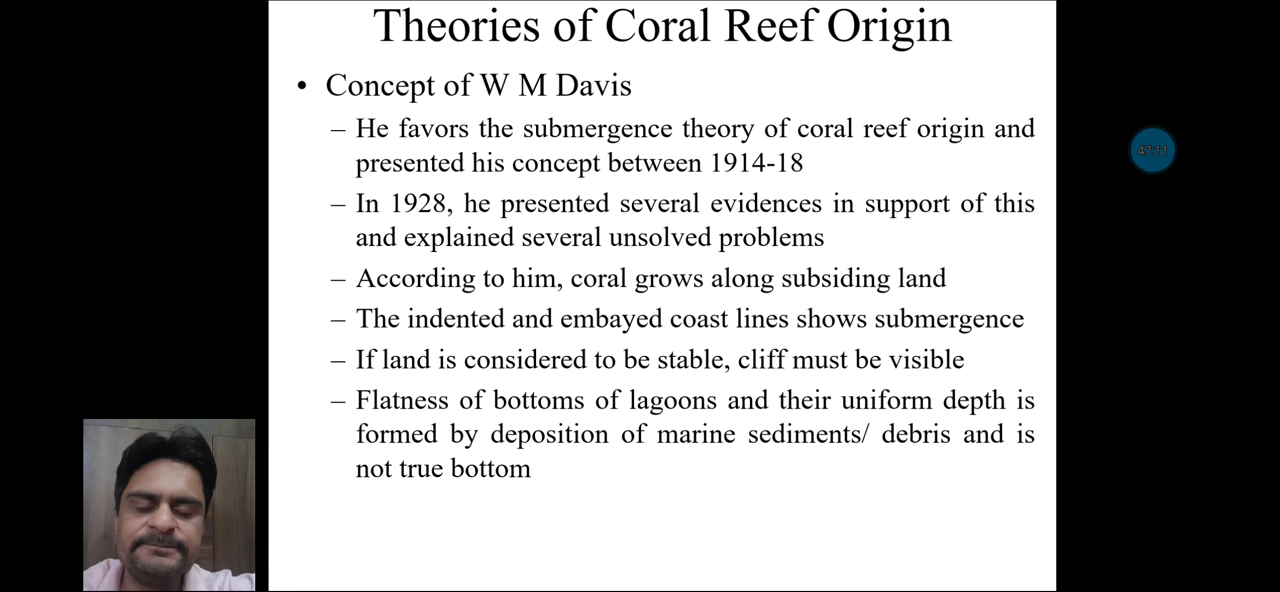 Theories of Coral Reef Origin
• Concept of W M Davis
– He favors the submergence theory of coral reef origin and
presented his concept between 1914-18
– In 1928, he presented several evidences in support of this
and explained several unsolved problems
– According to him, coral grows along subsiding land
– The indented and embayed coast lines shows submergence
– If land is considered to be stable, cliff must be visible
– Flatness of bottoms of lagoons and their uniform depth is
formed by deposition of marine sediments/ debris and is
not true bottom
47:11